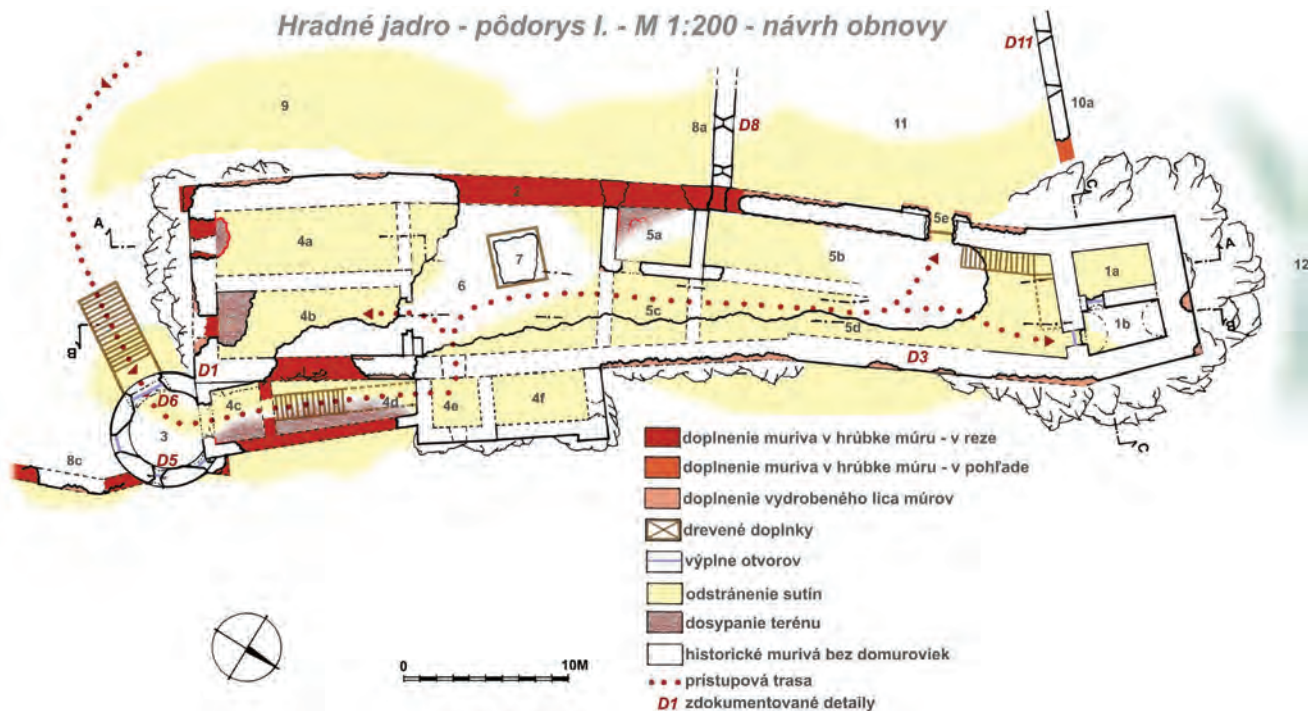 Hradné jadro - pôdorys I. - M 1:200 - návrh obnovy
D11
9
8a
D8
11
10a
C
2
5e
A
4a
5a
5b
A
7
1a
12
6
B
4b
5c
1b
B
5d
D3
D1
D6
4c
4d
4e
4f
3
C
D5
8c
doplnenie muriva v hrúbke múru - v reze
doplnenie muriva v hrúbke múru - v pohľade
doplnenie vydrobeného lica múrov
drevené doplnky
výplne otvorov
odstránenie sutín
dosypanie terénu
historické murivá bez domuroviek
prístupová trasa
D1 zdokumentované detaily
0 10M